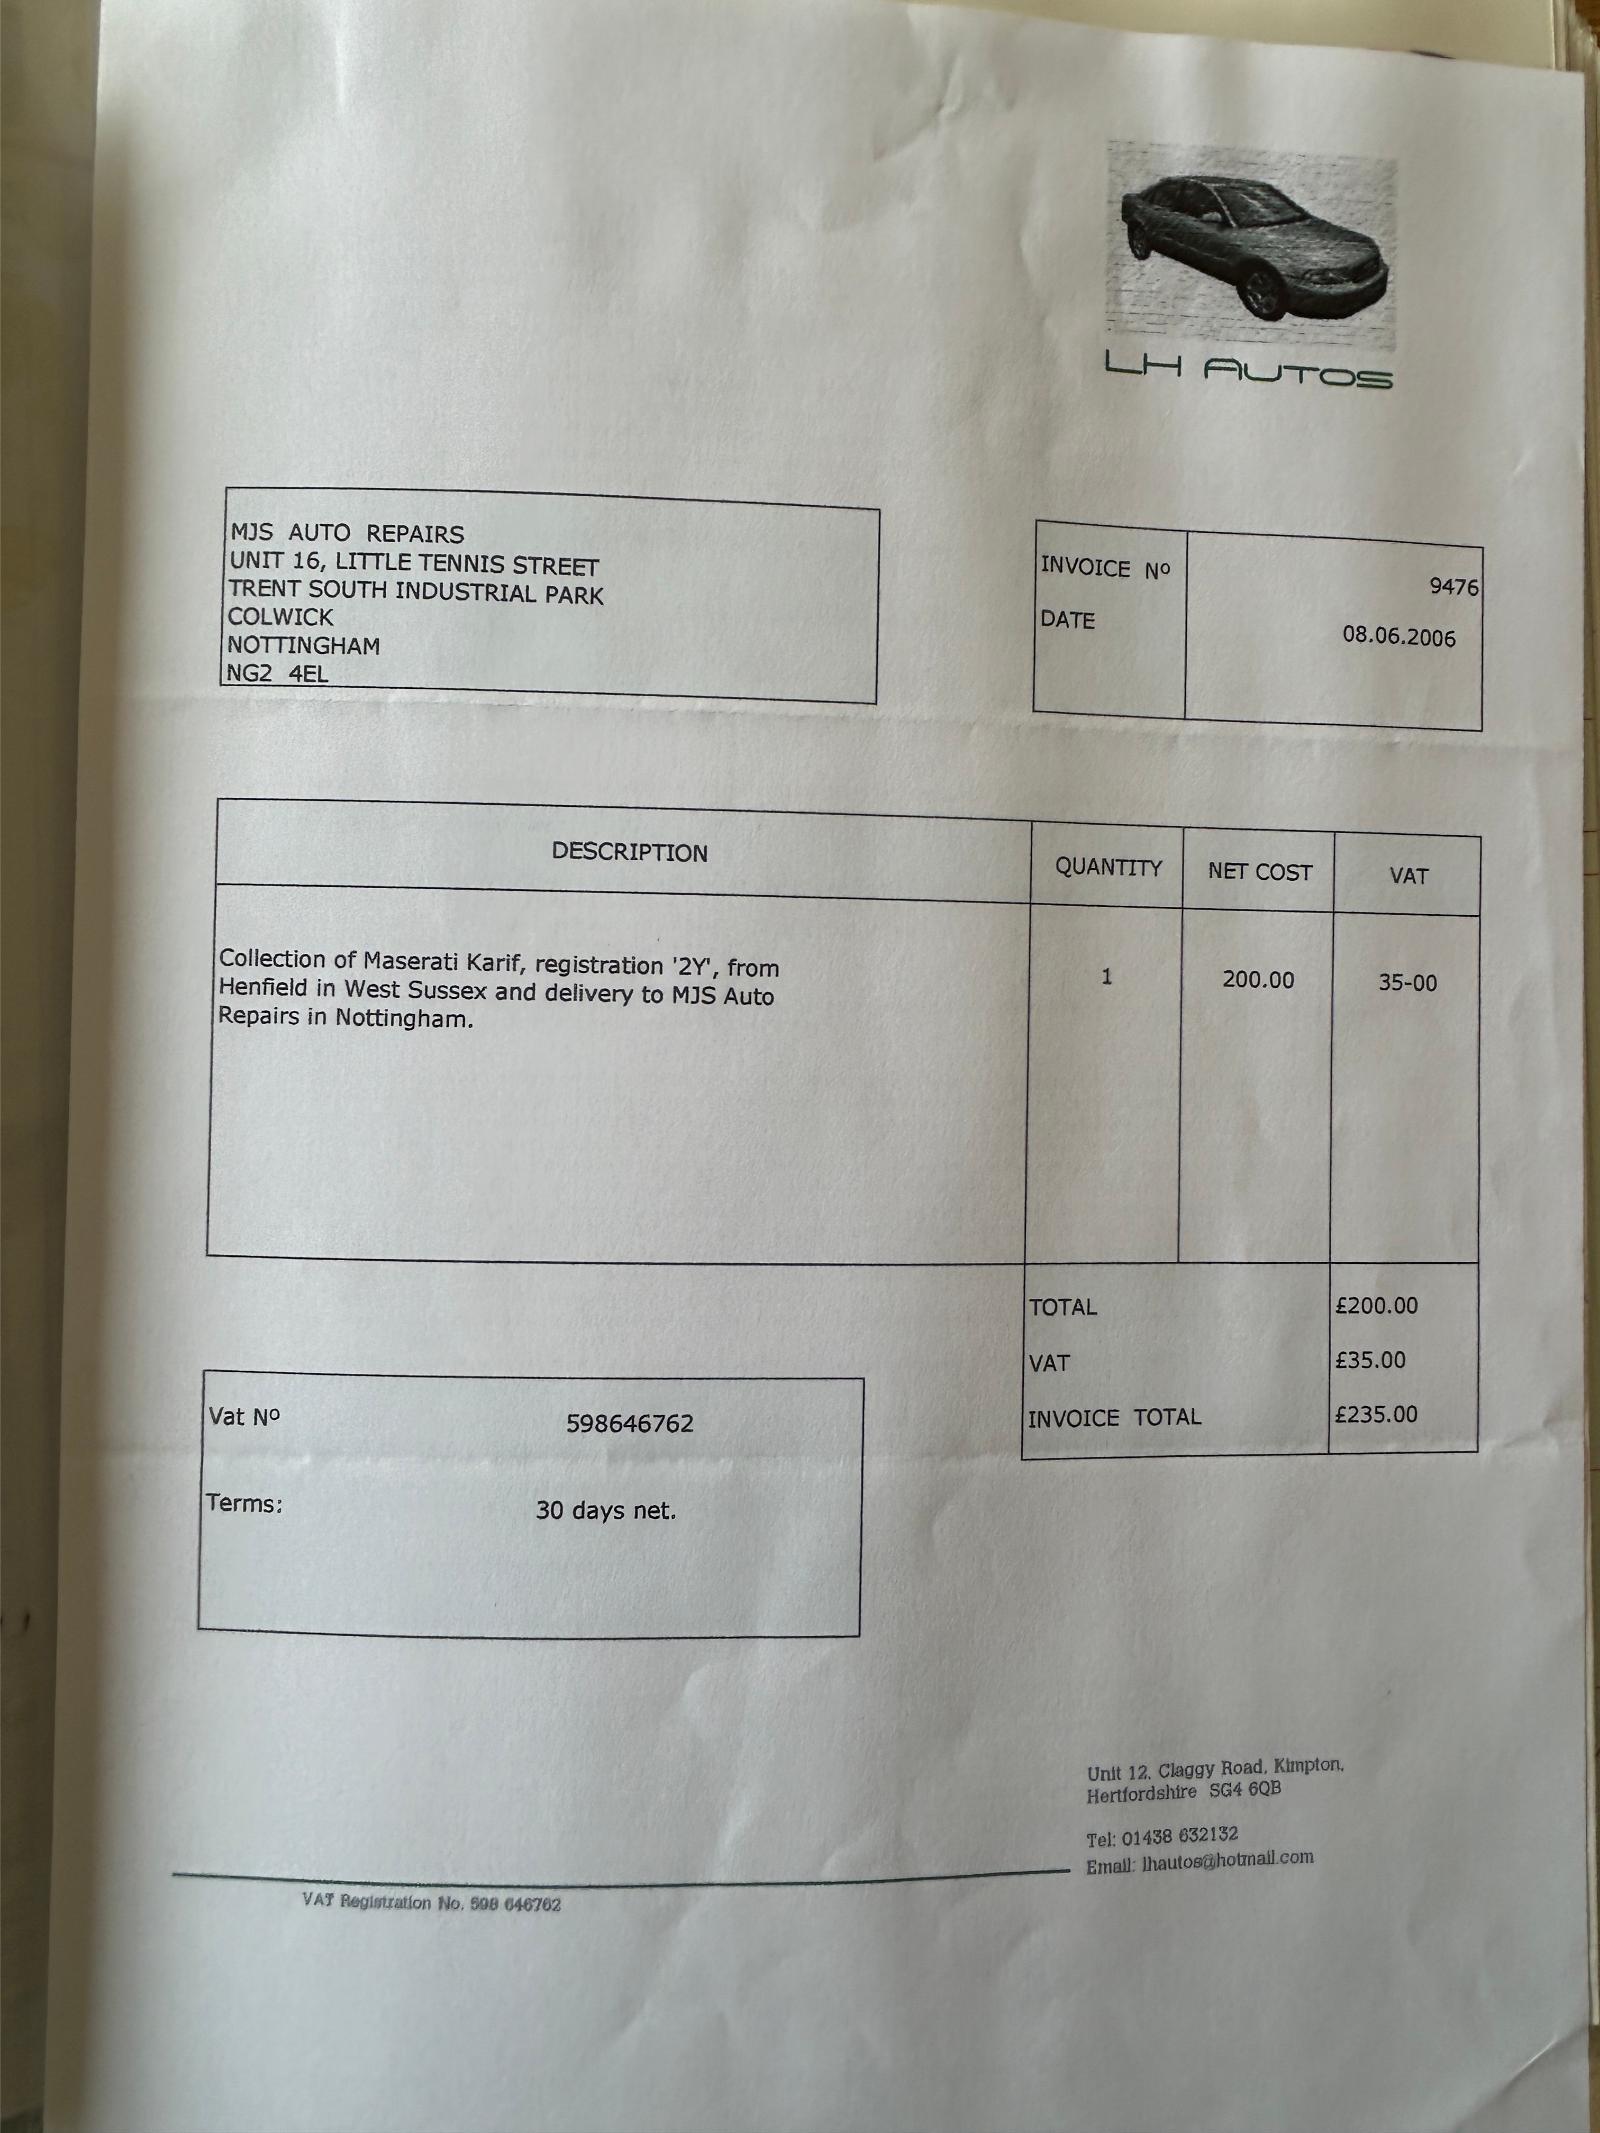 LH AUTOS
MJS AUTO REPAIRS
UNIT 16, LITTLE TENNIS STREET
TRENT SOUTH INDUSTRIAL PARK
COLWICK
NOTTINGHAM
NG2 4EL
INVOICE Nº 9476
DATE 08.06.2006
DESCRIPTION QUANTITY NET COST VAT
Collection of Maserati Karif, registration '2Y', from 1 200.00 35-00
Henfield in West Sussex and delivery to MJS Auto
Repairs in Nottingham.
TOTAL £200.00
VAT £35.00
INVOICE TOTAL £235.00
Vat Nº 598646762
Terms: 30 days net.
Unit 12, Claggy Road, Kimpton,
Hertfordshire SG4 6QB
Tel: 01438 632132
Email: lhautos@hotmail.com
VAT Registration No. 598 646762